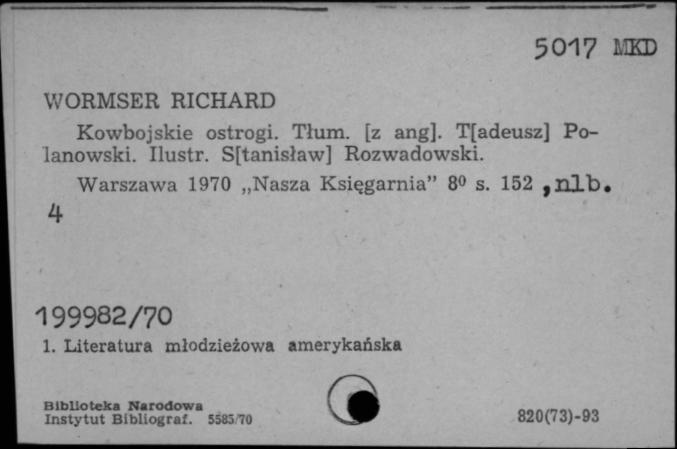 5017 MKD
WORMSER RICHARD
Kowbojskie ostrogi. Tłum. [z ang]. T[adeusz] Po-
lanowski. Ilustr. S[tanisław] Rozwadowski.
Warszawa 1970 „Nasza Księgarnia” 8⁰ s. 152 , nlb.
4
199982/70
1. Literatura młodzieżowa amerykańska
Biblioteka Narodowa
Instytut Bibliograf. 5585/70
820(73)-93